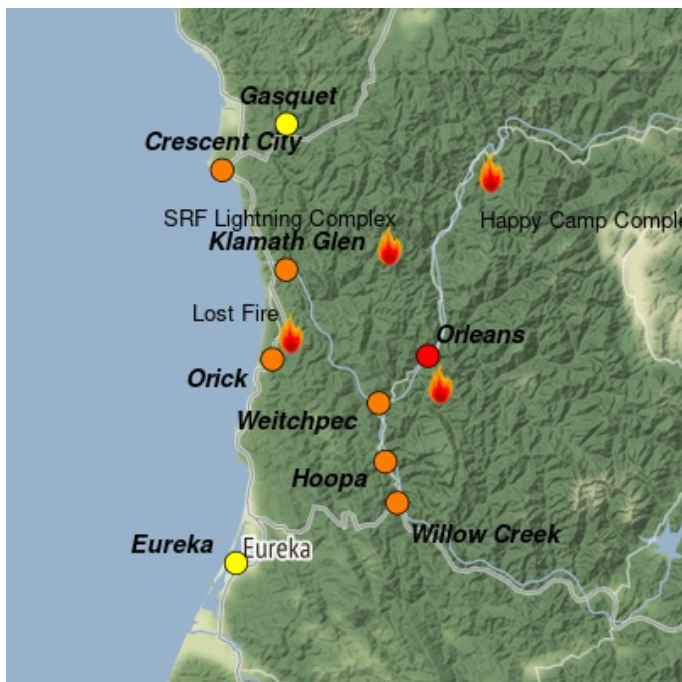 Gasquet
Crescent City
SRF Lightning Complex
Happy Camp Comple
Klamath Glen
Lost Fire
Orleans
Orick
Weitchpec
Hoopa
Willow Creek
Eureka
Eureka